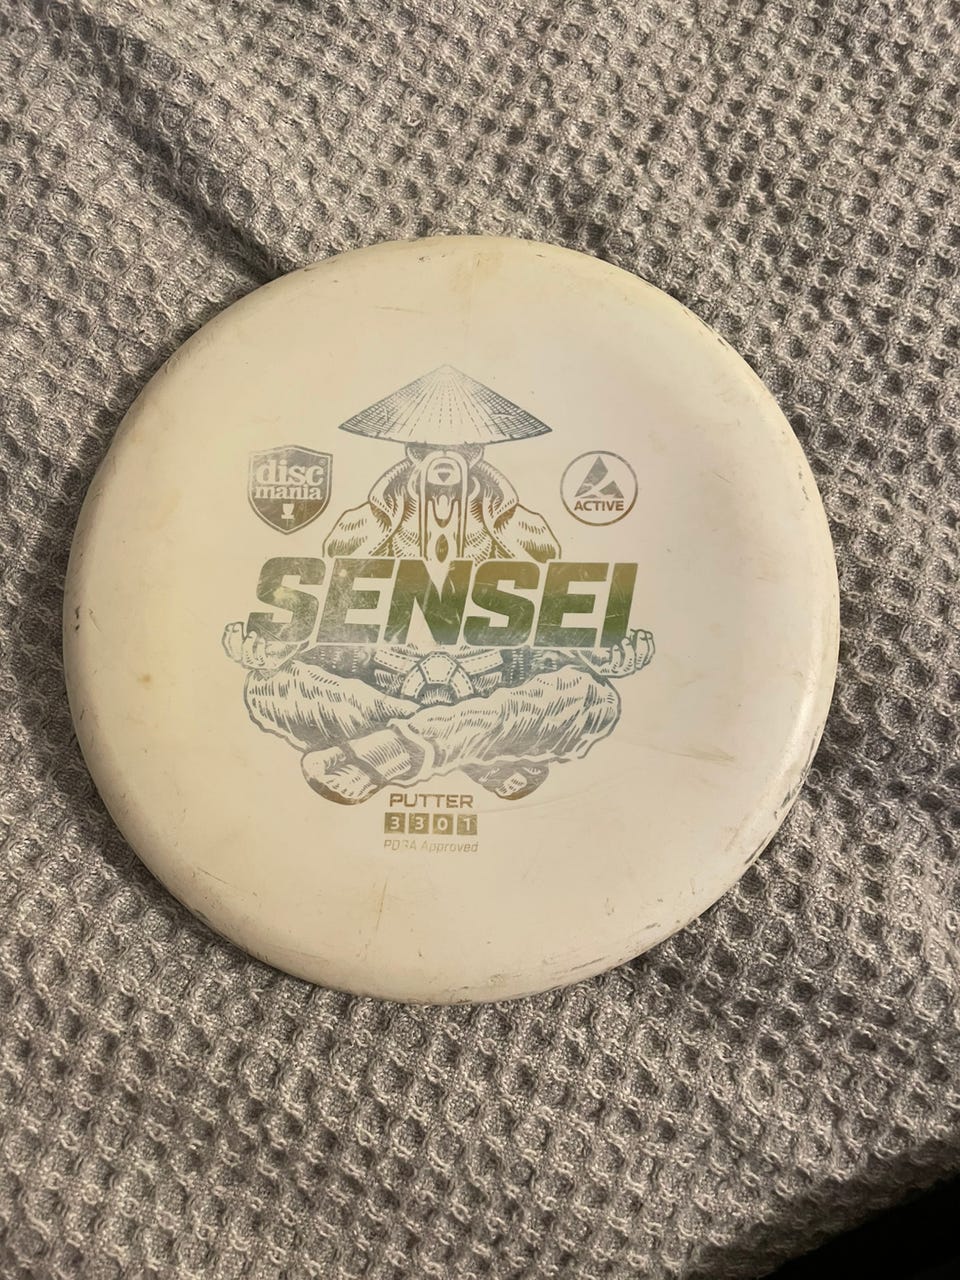 disc
mania
ACTIVE
SENSEI
PUTTER
3 3 0 1
PDGA Approved